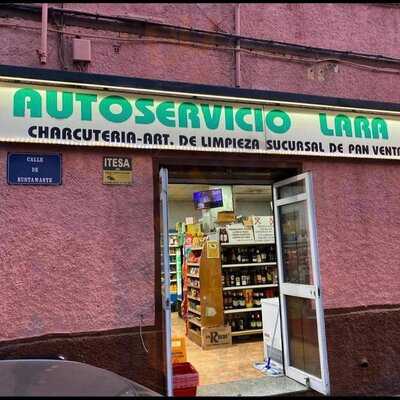 AUTOSERVICIO LARA
CHARCUTERIA-ART. DE LIMPIEZA SUCURSAL DE PAN VENTA
CALLE
DE
BUSTAMANTE
ITESA